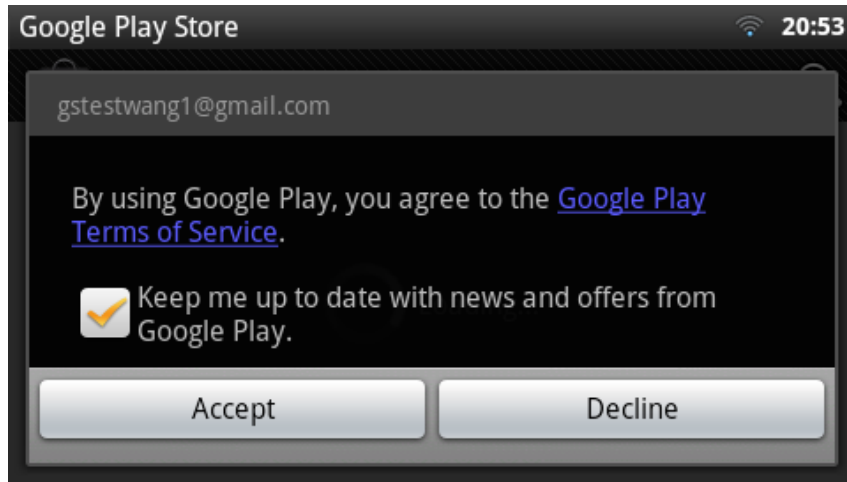 Google Play Store 20:53
gstestwang1@gmail.com
By using Google Play, you agree to the Google Play
Terms of Service.
Keep me up to date with news and offers from
Google Play.
Accept Decline